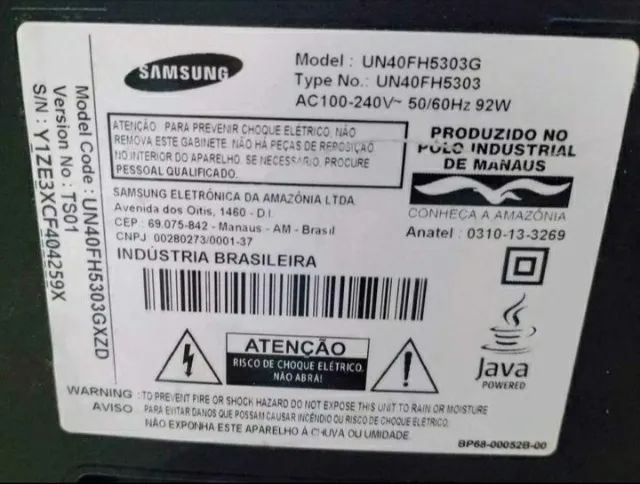 SAMSUNG
Model : UN40FH5303G
Type No.: UN40FH5303
AC100-240V~ 50/60Hz 92W
ATENÇÃO: PARA PREVENIR CHOQUE ELÉTRICO, NÃO
REMOVA ESTE GABINETE. NÃO HÁ PEÇAS DE REPOSIÇÃO
NO INTERIOR DO APARELHO. SE NECESSÁRIO, PROCURE
PESSOAL QUALIFICADO.
SAMSUNG ELETRÔNICA DA AMAZÔNIA LTDA
Avenida dos Oitis, 1460 - D.I.
CEP : 69.075-842 - Manaus - AM - Brasil
CNPJ : 00280273/0001-37
INDÚSTRIA BRASILEIRA
PRODUZIDO NO
PÓLO INDUSTRIAL
DE MANAUS
CONHEÇA A AMAZÔNIA
Anatel : 0310-13-3269
Java
POWERED
ATENÇÃO
RISCO DE CHOQUE ELÉTRICO.
NÃO ABRA!
WARNING : TO PREVENT FIRE OR SHOCK HAZARD DO NOT EXPOSE THIS UNIT TO RAIN OR MOISTURE
AVISO : PARA EVITAR DANOS QUE POSSAM CAUSAR INCÊNDIO OU RISCO DE CHOQUE ELÉTRICO,
NÃO EXPONHA ESTE APARELHO À CHUVA OU UMIDADE.
BP68-00052B-00
Model Code : UN40FH5303GXZD
Version No : TS01
S/N : Y1ZE3XCF404259X